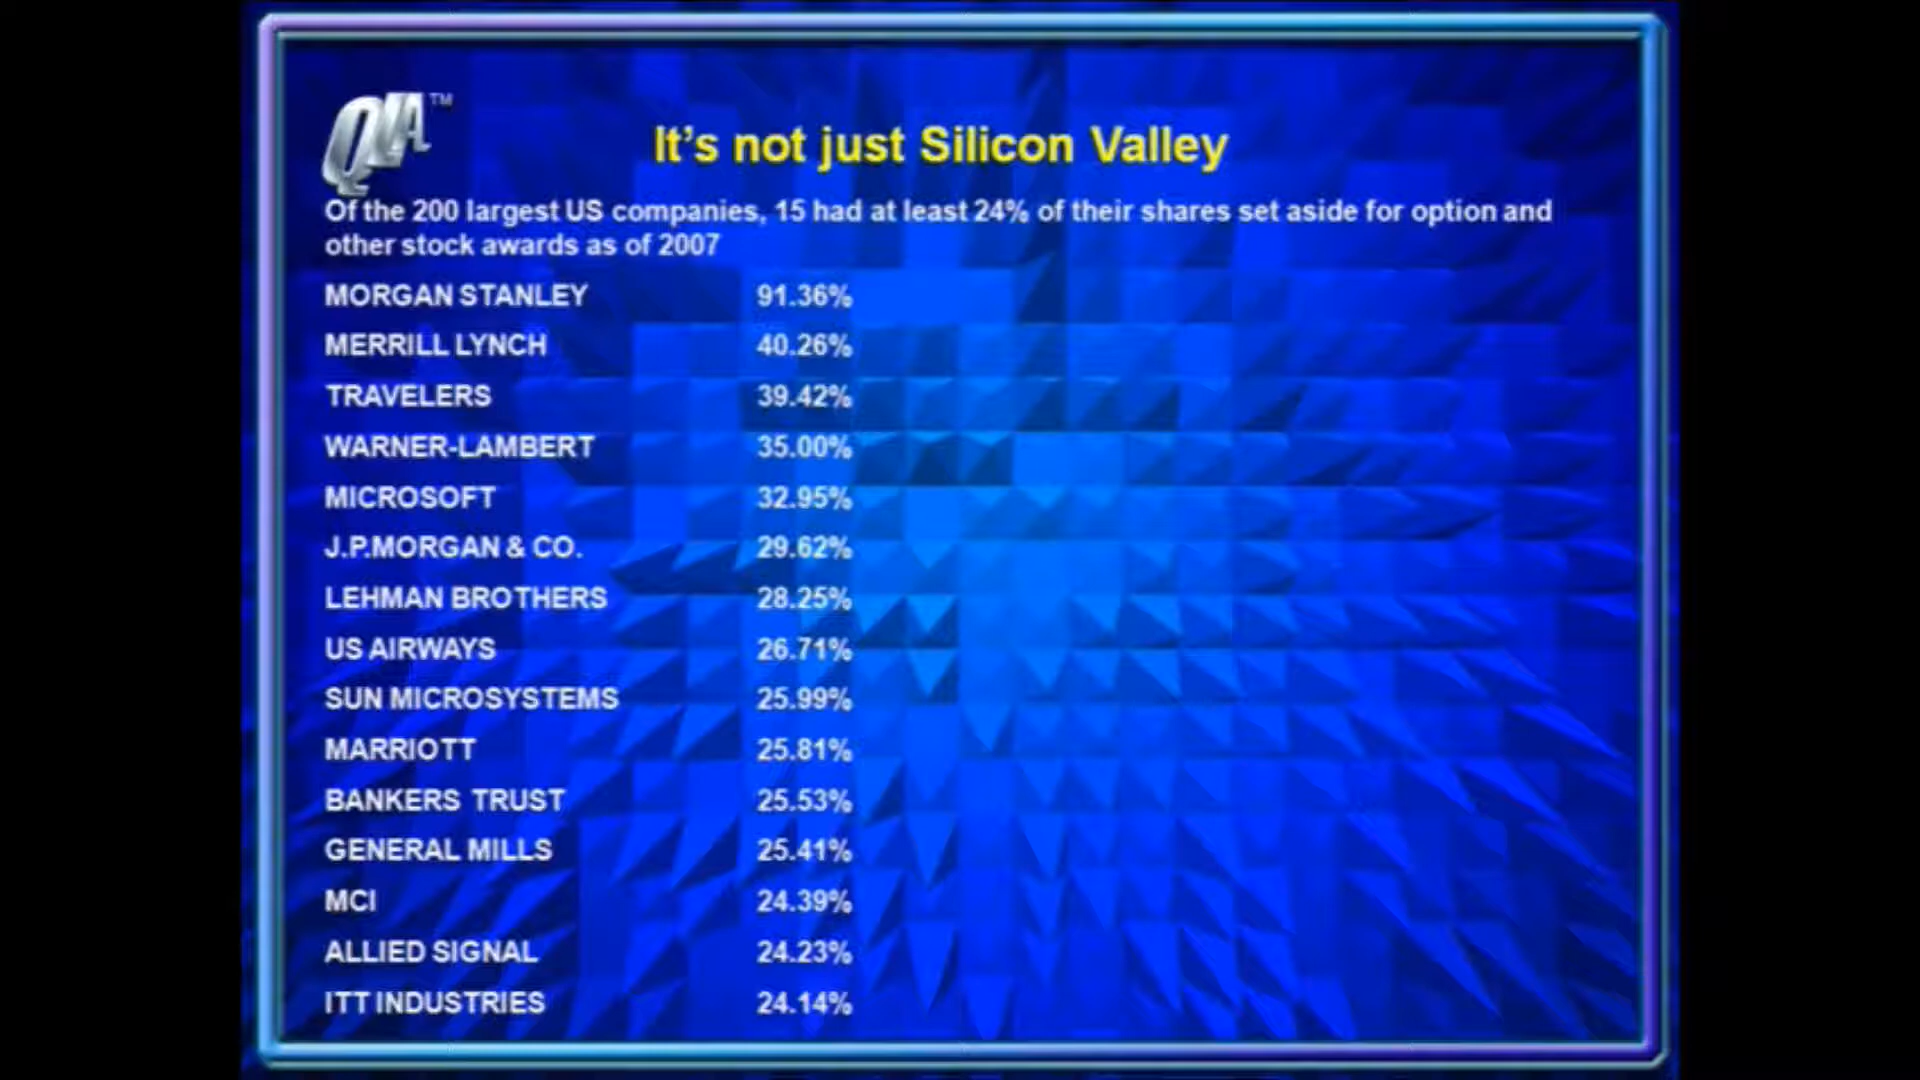 QLA™
It's not just Silicon Valley
Of the 200 largest US companies, 15 had at least 24% of their shares set aside for option and
other stock awards as of 2007
MORGAN STANLEY 91.36%
MERRILL LYNCH 40.26%
TRAVELERS 39.42%
WARNER-LAMBERT 35.00%
MICROSOFT 32.95%
J.P.MORGAN & CO. 29.62%
LEHMAN BROTHERS 28.25%
US AIRWAYS 26.71%
SUN MICROSYSTEMS 25.99%
MARRIOTT 25.81%
BANKERS TRUST 25.53%
GENERAL MILLS 25.41%
MCI 24.39%
ALLIED SIGNAL 24.23%
ITT INDUSTRIES 24.14%